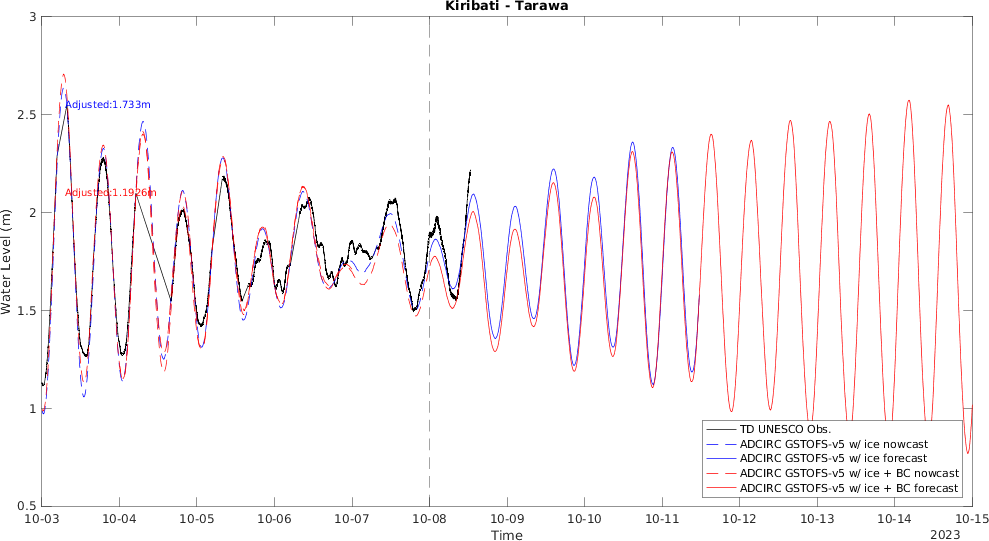 Kiribati - Tarawa
3
2.5
2
1.5
1
0.5
Water Level (m)
Adjusted:1.733m
Adjusted:1.1926m
TD UNESCO Obs.
ADCIRC GSTOFS-v5 w/ ice nowcast
ADCIRC GSTOFS-v5 w/ ice forecast
ADCIRC GSTOFS-v5 w/ ice + BC nowcast
ADCIRC GSTOFS-v5 w/ ice + BC forecast
10-03 10-04 10-05 10-06 10-07 10-08 10-09 10-10 10-11 10-12 10-13 10-14 10-15
Time
2023